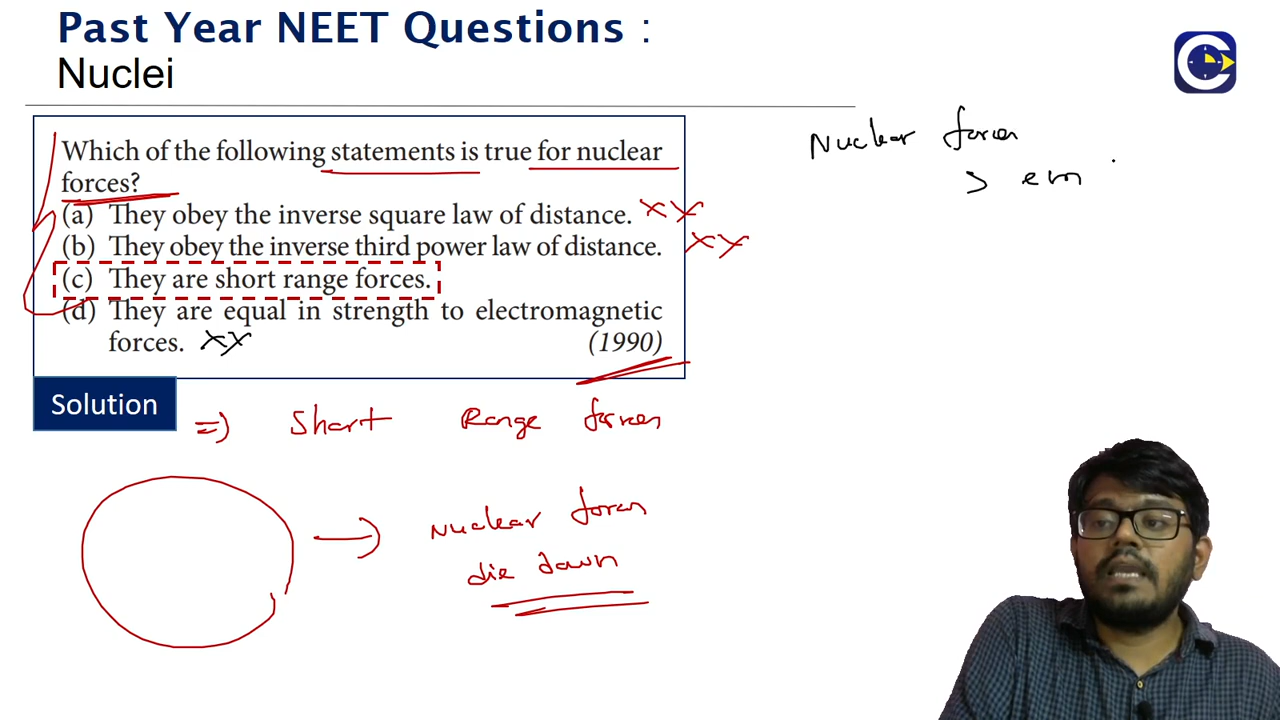 Past Year NEET Questions :
Nuclei
Which of the following statements is true for nuclear
forces?
(a) They obey the inverse square law of distance. xx
(b) They obey the inverse third power law of distance. xx
(c) They are short range forces.
(d) They are equal in strength to electromagnetic
forces. xx (1990)
Solution
=) Short Range forces
Nuclear forces
die down
Nuclear forces
> em